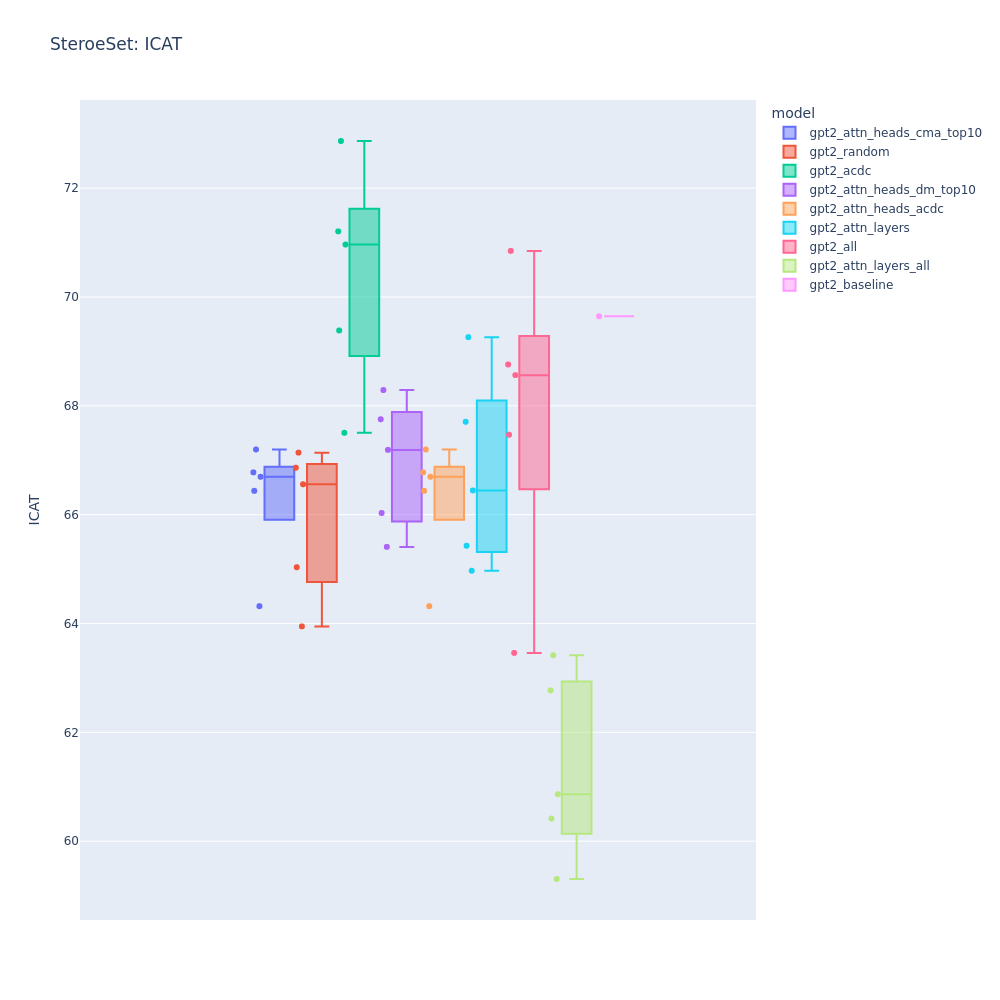 SteroeSet: ICAT
model
gpt2_attn_heads_cma_top10
gpt2_random
gpt2_acdc
gpt2_attn_heads_dm_top10
gpt2_attn_heads_acdc
gpt2_attn_layers
gpt2_all
gpt2_attn_layers_all
gpt2_baseline
72
70
68
66
64
62
60
ICAT